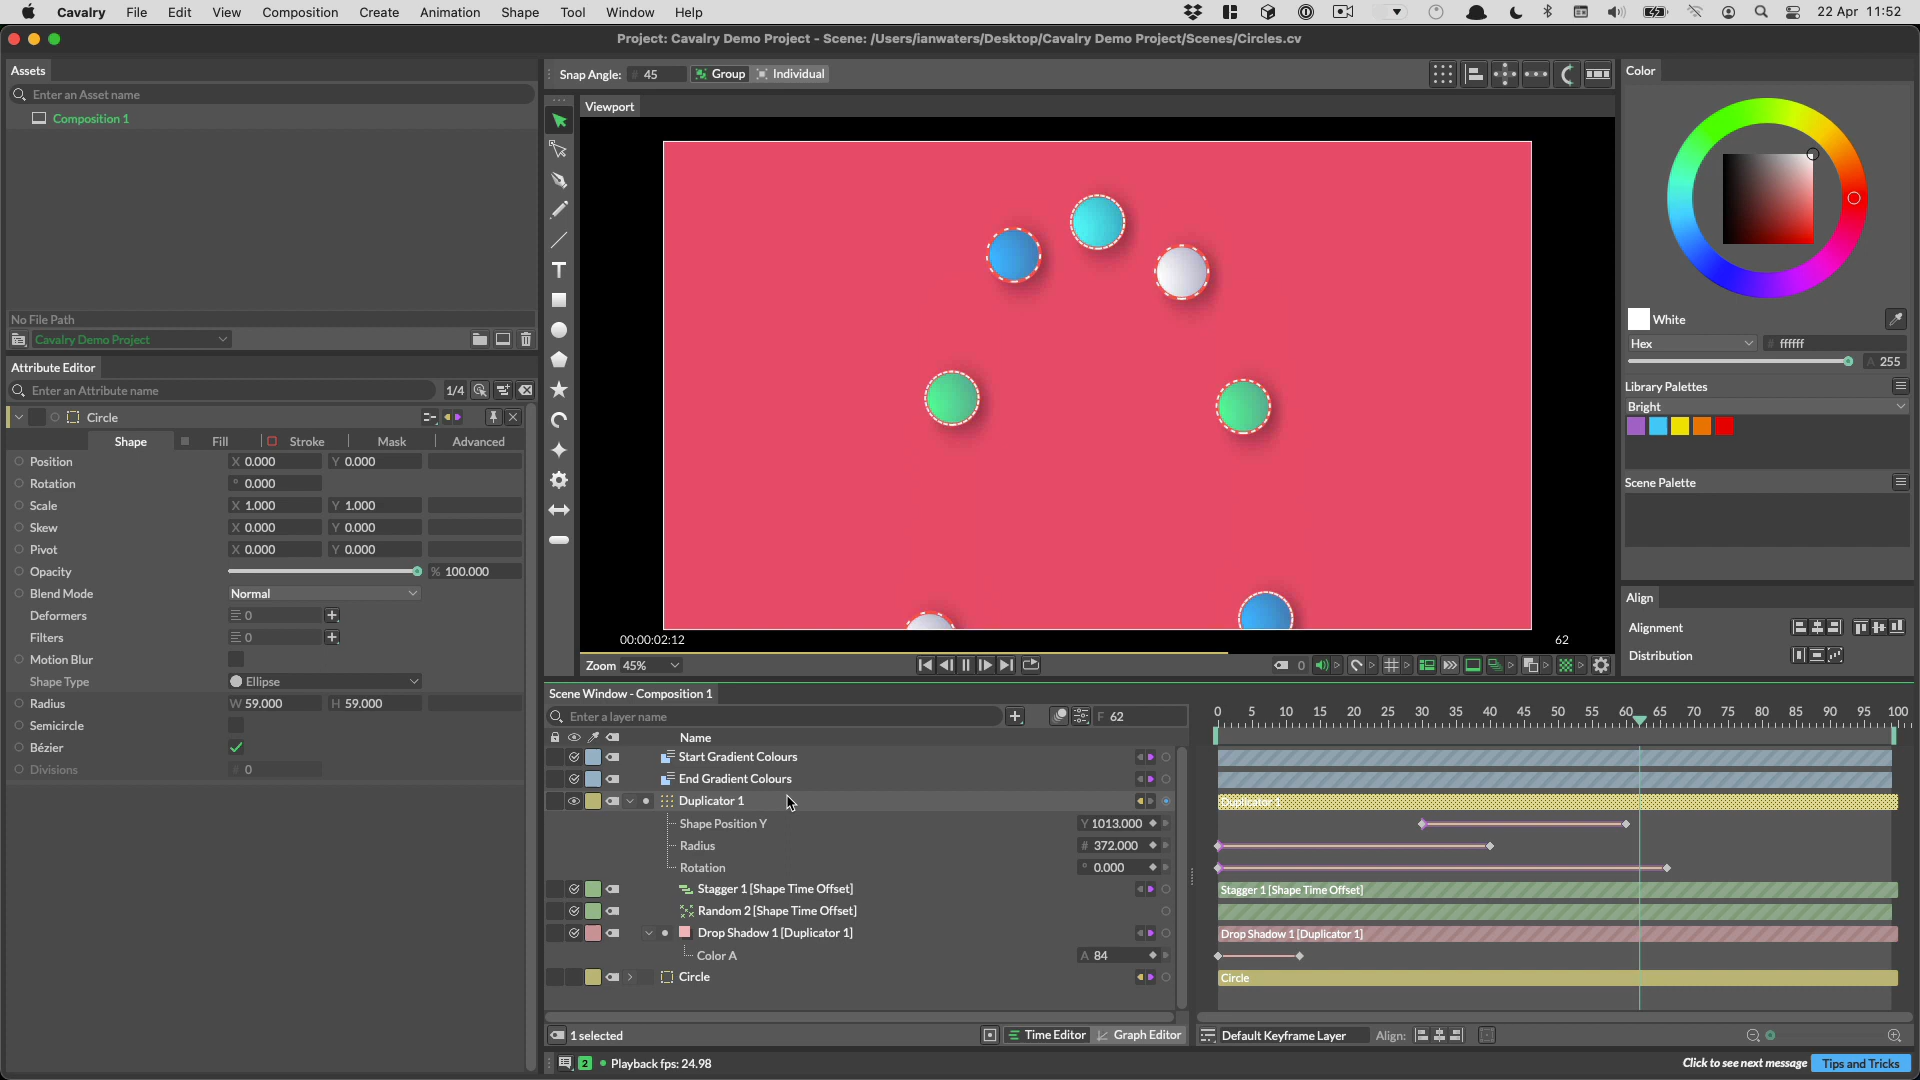 Cavalry File Edit View Composition Create Animation Shape Tool Window Help 22 Apr 11:52
Project: Cavalry Demo Project - Scene: /Users/ianwaters/Desktop/Cavalry Demo Project/Scenes/Circles.cv
Assets
Enter an Asset name
Composition 1
No File Path
Cavalry Demo Project
Attribute Editor
Enter an Attribute name 1/4
Circle
Shape Fill Stroke Mask Advanced
Position X 0.000 Y 0.000
Rotation ° 0.000
Scale X 1.000 Y 1.000
Skew X 0.000 Y 0.000
Pivot X 0.000 Y 0.000
Opacity % 100.000
Blend Mode Normal
Deformers 0
Filters 0
Motion Blur
Shape Type Ellipse
Radius W 59.000 H 59.000
Semicircle
Bézier
Divisions # 0
Snap Angle: # 45 Group Individual
Viewport
00:00:02:12 62
Zoom 45% 0
Scene Window - Composition 1
Enter a layer name F 62
Name
Start Gradient Colours
End Gradient Colours
Duplicator 1
Shape Position Y Y 1013.000
Radius # 372.000
Rotation ° 0.000
Stagger 1 [Shape Time Offset]
Random 2 [Shape Time Offset]
Drop Shadow 1 [Duplicator 1]
Color A A 84
Circle
1 selected Time Editor Graph Editor
0 5 10 15 20 25 30 35 40 45 50 55 60 65 70 75 80 85 90 95 100
Duplicator 1
Stagger 1 [Shape Time Offset]
Drop Shadow 1 [Duplicator 1]
Circle
Default Keyframe Layer Align:
2 Playback fps: 24.98
Click to see next message Tips and Tricks
Color
White
Hex # ffffff
A 255
Library Palettes
Bright
Scene Palette
Align
Alignment
Distribution